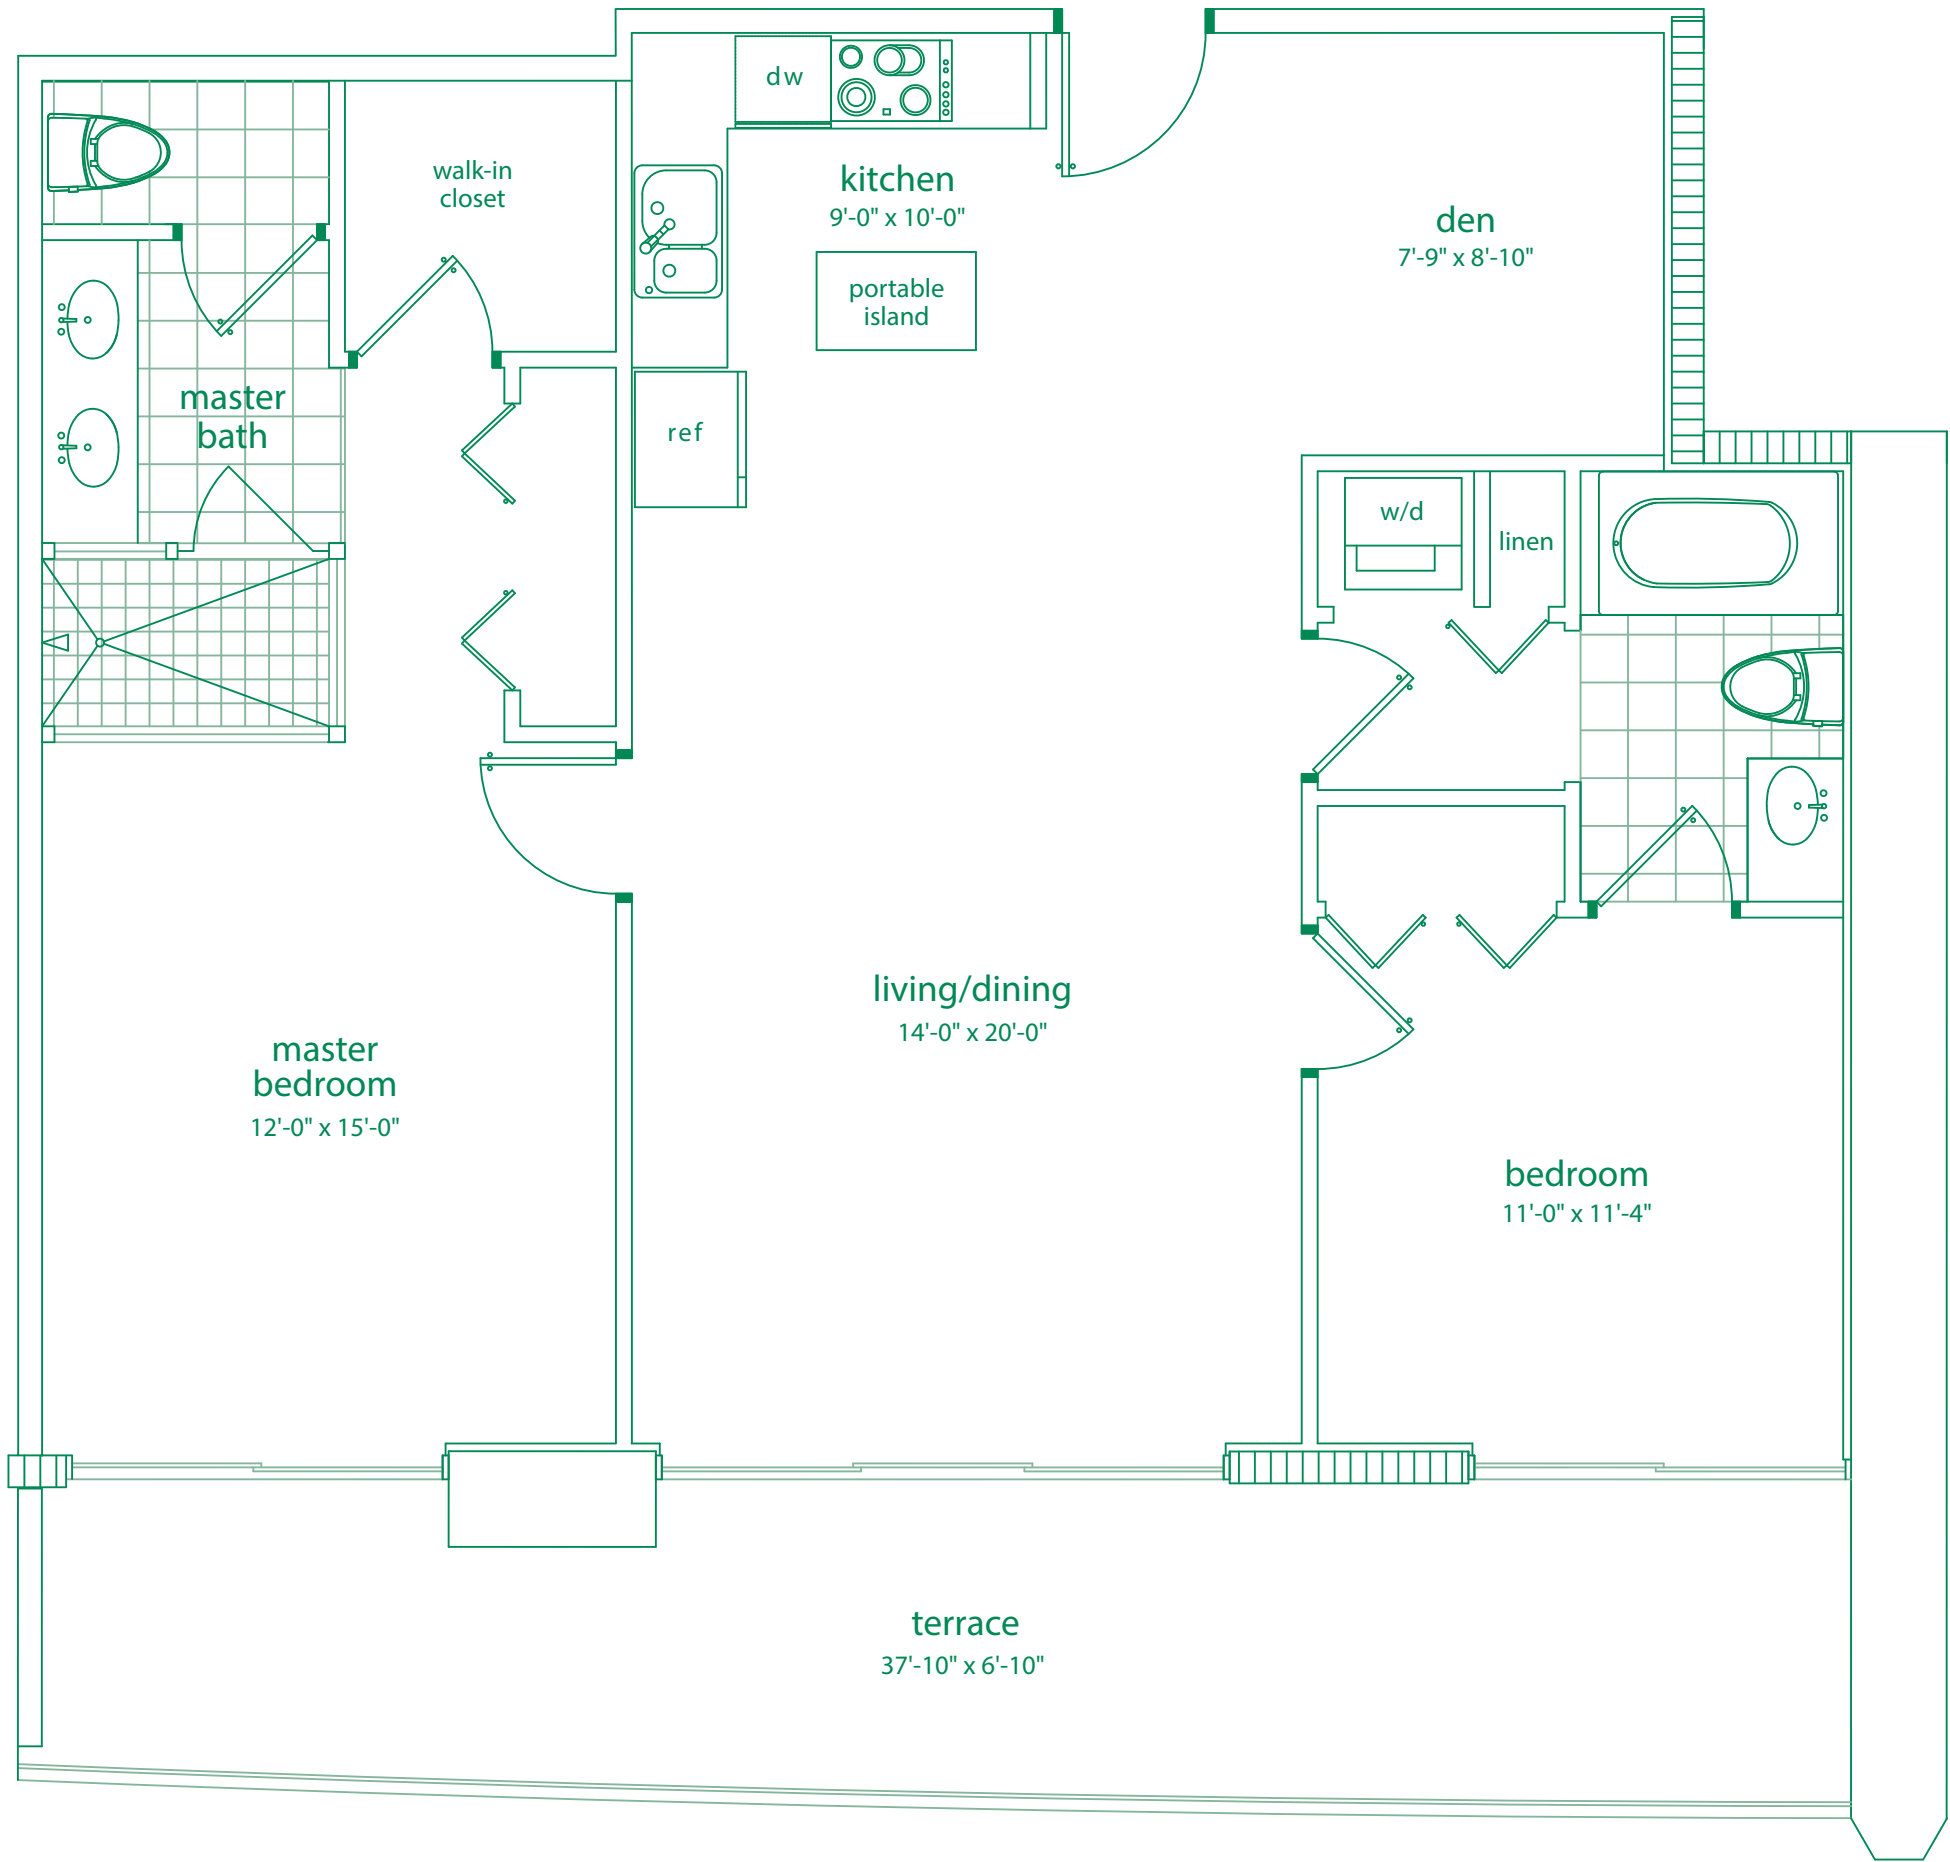 dw
walk-in
closet
kitchen
9'-0" x 10'-0"
den
7'-9" x 8'-10"
portable
island
master
bath
ref
w/d
linen
living/dining
14'-0" x 20'-0"
master
bedroom
12'-0" x 15'-0"
bedroom
11'-0" x 11'-4"
terrace
37'-10" x 6'-10"